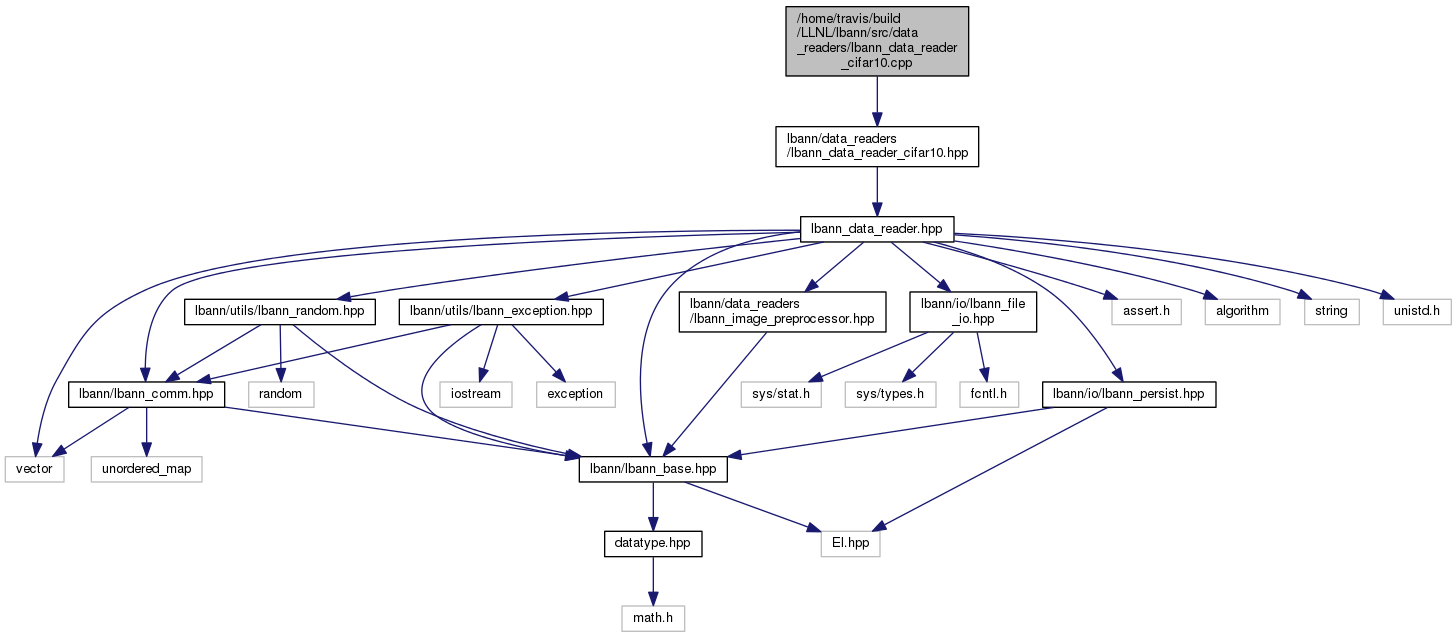 /home/travis/build
/LLNL/lbann/src/data
_readers/lbann_data_reader
_cifar10.cpp
lbann/data_readers
/lbann_data_reader_cifar10.hpp
lbann_data_reader.hpp
lbann/utils/lbann_random.hpp
lbann/utils/lbann_exception.hpp
lbann/data_readers
/lbann_image_preprocessor.hpp
lbann/io/lbann_file
_io.hpp
assert.h
algorithm
string
unistd.h
lbann/lbann_comm.hpp
random
iostream
exception
sys/stat.h
sys/types.h
fcntl.h
lbann/io/lbann_persist.hpp
vector
unordered_map
lbann/lbann_base.hpp
datatype.hpp
El.hpp
math.h